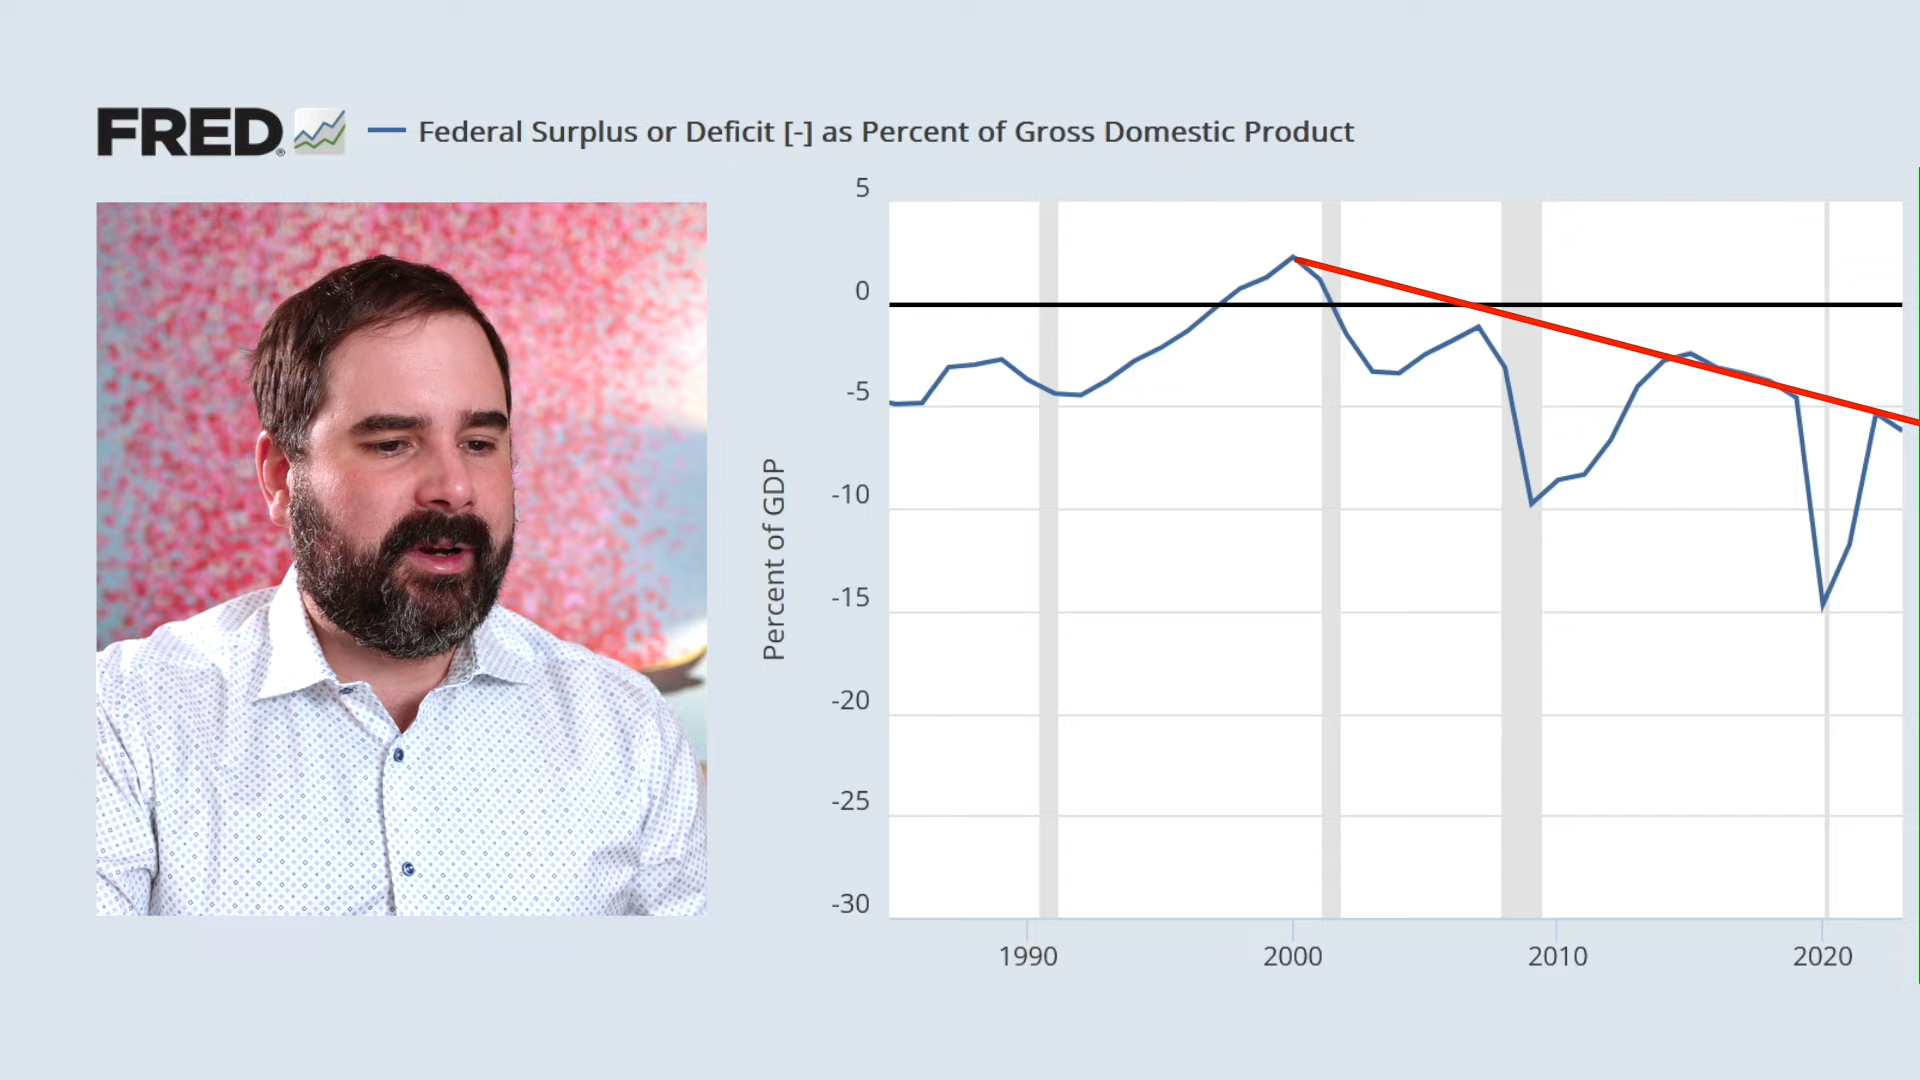 FRED® Federal Surplus or Deficit [-] as Percent of Gross Domestic Product
Percent of GDP
5
0
-5
-10
-15
-20
-25
-30
1990 2000 2010 2020